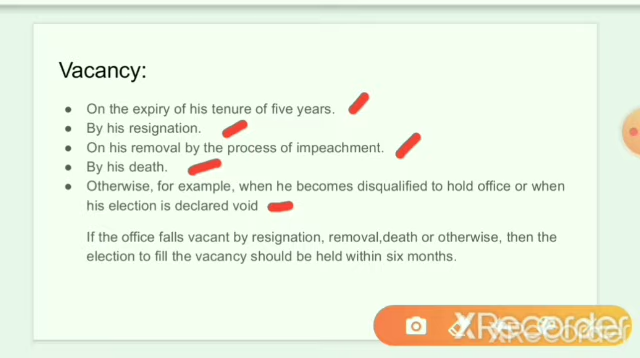 Vacancy:
● On the expiry of his tenure of five years.
● By his resignation.
● On his removal by the process of impeachment.
● By his death.
● Otherwise, for example, when he becomes disqualified to hold office or when
his election is declared void
If the office falls vacant by resignation, removal,death or otherwise, then the
election to fill the vacancy should be held within six months.
XRecorder